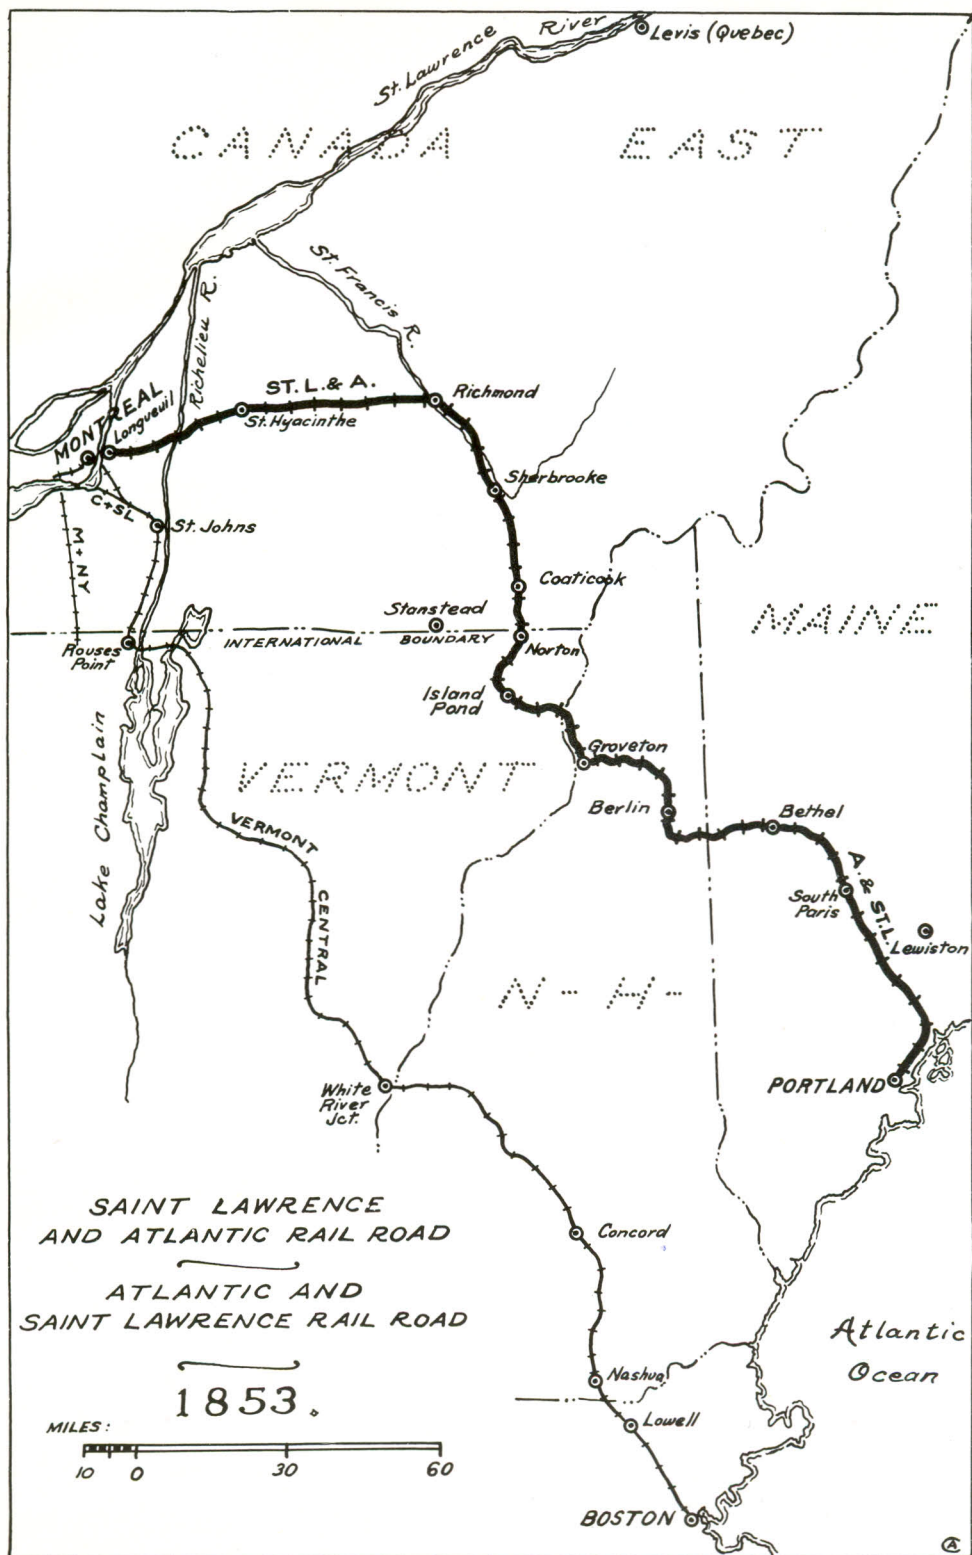 St. Lawrence River
Levis (Quebec)
CANADA EAST
St. Francis R.
Richelieu R.
ST. L. & A.
Richmond
MONTREAL
Longueuil
St. Hyacinthe
Sherbrooke
C+SL
St. Johns
M+NY
Coaticook
Stanstead
MAINE
INTERNATIONAL BOUNDARY
Rouses
Point
Norton
Island
Pond
Groveton
VERMONT
Lake Champlain
Berlin
Bethel
VERMONT CENTRAL
A. & ST.L.
South
Paris
Lewiston
N-H-
PORTLAND
White
River
Jct.
SAINT LAWRENCE
AND ATLANTIC RAIL ROAD
ATLANTIC AND
SAINT LAWRENCE RAIL ROAD
1853.
Concord
Atlantic
Ocean
Nashua
Lowell
MILES:
10 0 30 60
BOSTON
CA